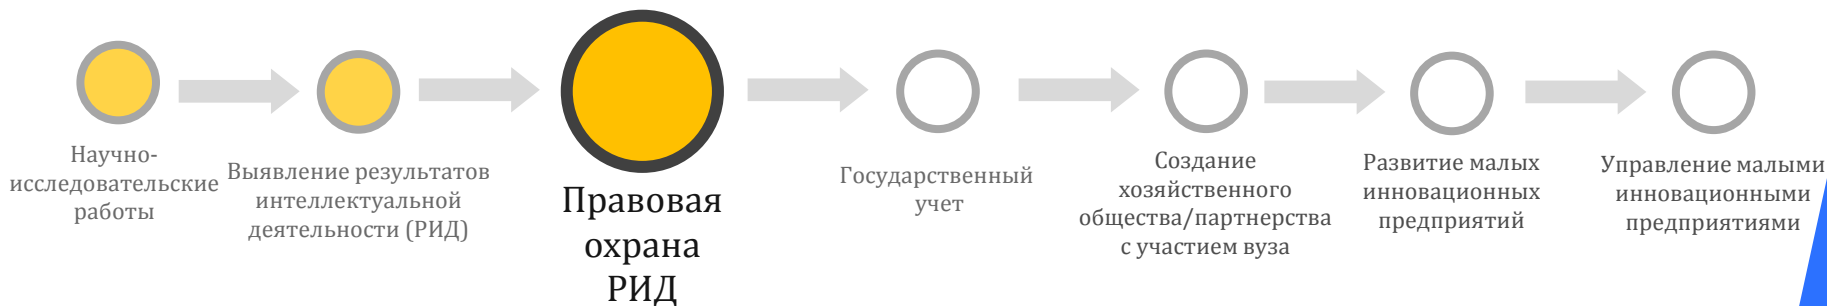 Научно-
исследовательские
работы
Выявление результатов
интеллектуальной
деятельности (РИД)
Правовая
охрана
РИД
Государственный
учет
Создание
хозяйственного
общества/партнерства
с участием вуза
Развитие малых
инновационных
предприятий
Управление малыми
инновационными
предприятиями